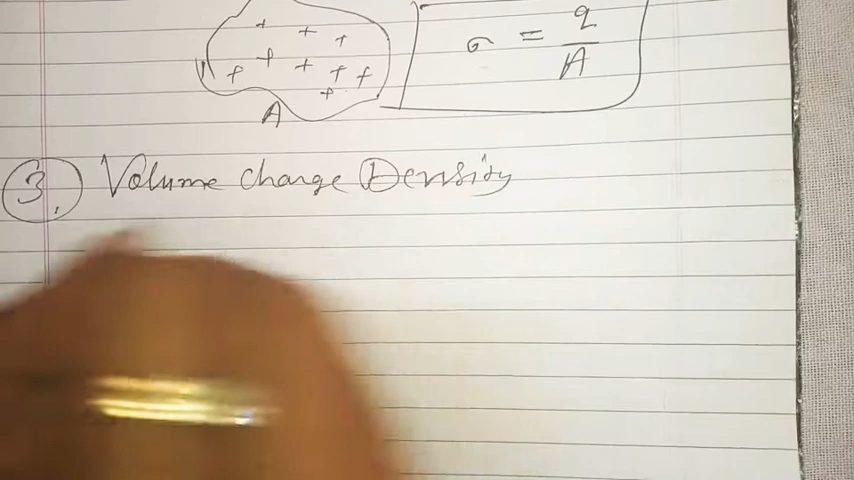 + + +
+ + + + +
+
σ = q/A
A
3. Volume Charge Density